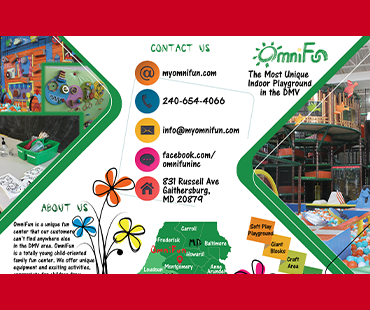 CONTACT US
myomnifun.com
240-654-4066
info@myomnifun.com
facebook.com/
omnifuninc
831 Russell Ave
Gaithersburg,
MD 20879
ABOUT US
OmniFun is a unique fun
center that our customers
can't find anywhere else
in the DMV area. OmniFun
is a totally young child-oriented
family fun center. We offer unique
equipment and exciting activities,
OmniFun
The Most Unique
Indoor Playground
in the DMV
Carroll
Frederick
MD
Baltimore
Howard
Loudoun
Montgomery
Anne
Arundel
Soft Play
Playground
Giant
Blocks
Craft
Area